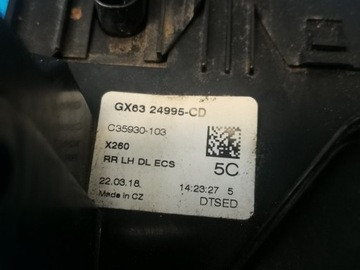 GX63 24995-CD
C35930-103
X260
RR LH DL ECS
5C
22.03.18. 14:23:27 5
Made in CZ DTSED